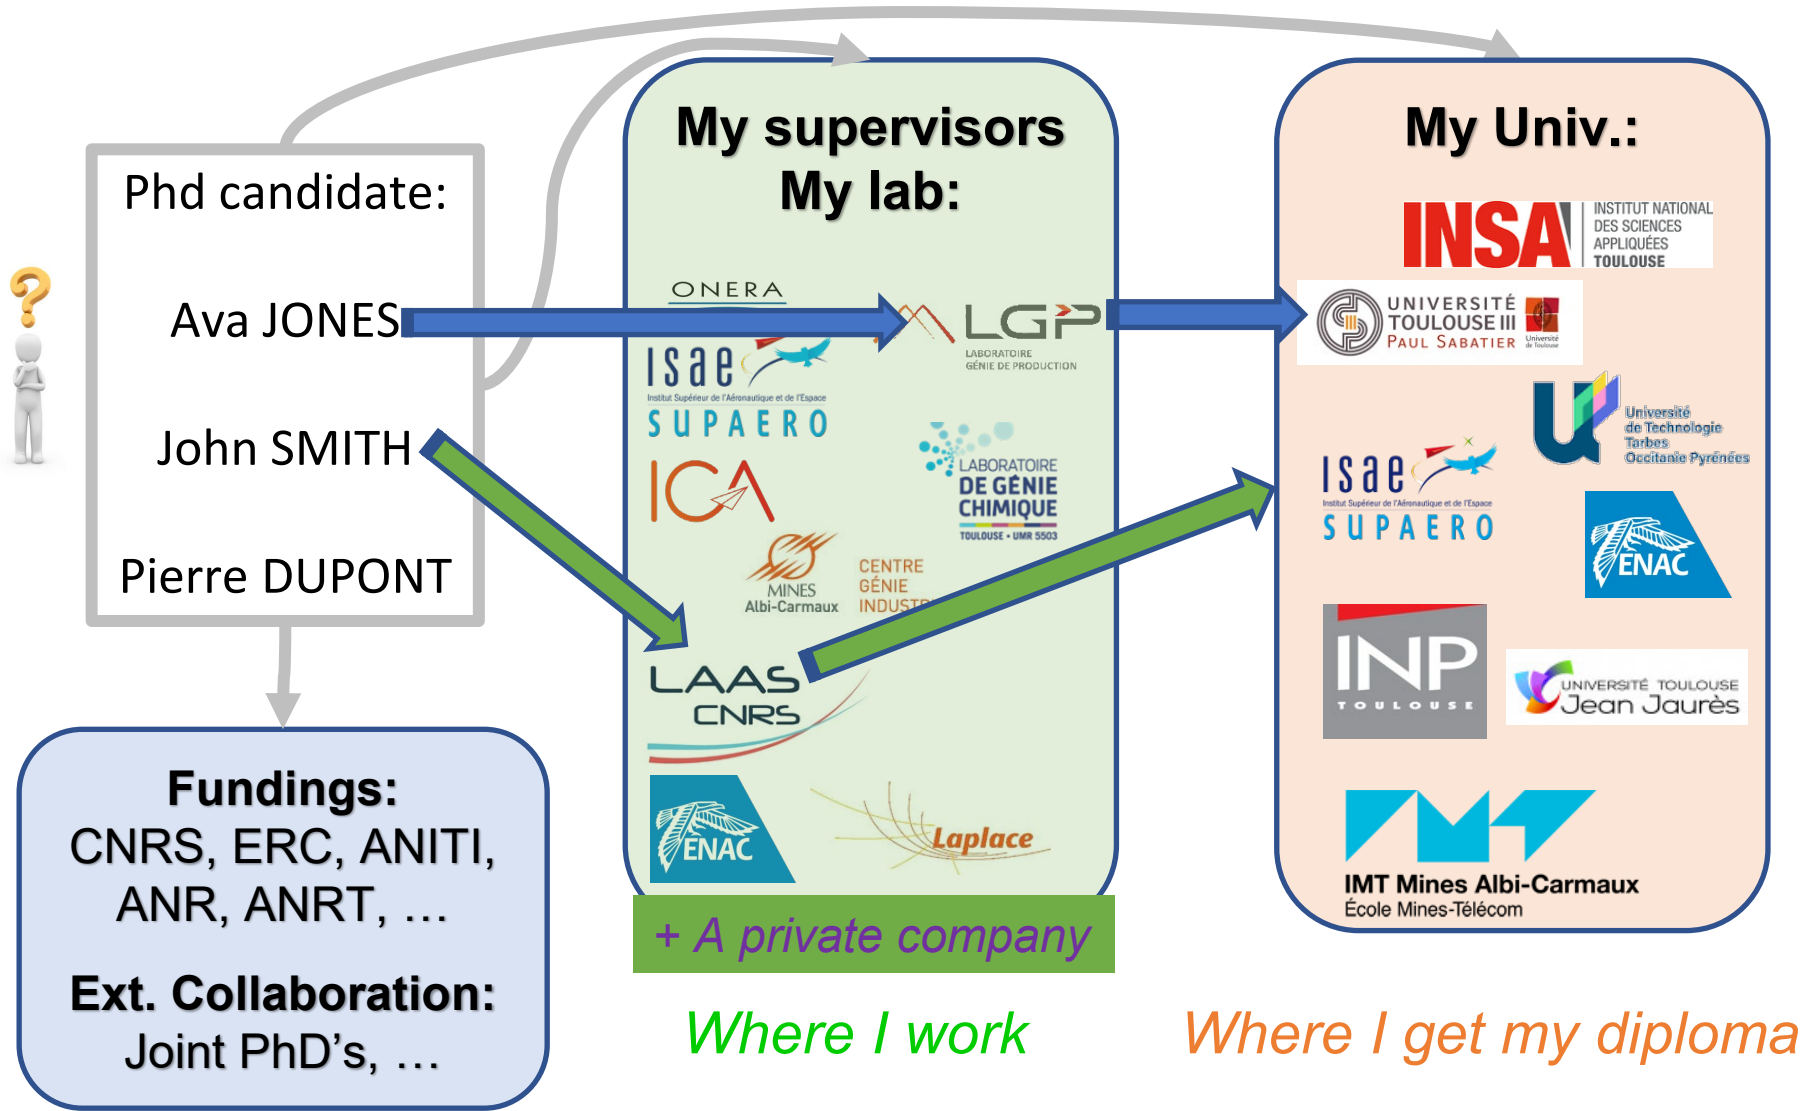 Phd candidate:
Ava JONES
John SMITH
Pierre DUPONT
Fundings:
CNRS, ERC, ANITI,
ANR, ANRT, …
Ext. Collaboration:
Joint PhD’s, …
My supervisors
My lab:
ONERA
LGP
LABORATOIRE
GÉNIE DE PRODUCTION
isae
Institut Supérieur de l'Aéronautique et de l'Espace
SUPAERO
ICA
LABORATOIRE
DE GÉNIE
CHIMIQUE
TOULOUSE • UMR 5503
MINES
Albi-Carmaux
CENTRE
GÉNIE
INDUST
LAAS
CNRS
ENAC
Laplace
+ A private company
Where I work
My Univ.:
INSA
INSTITUT NATIONAL
DES SCIENCES
APPLIQUÉES
TOULOUSE
UNIVERSITÉ
TOULOUSE III
PAUL SABATIER
Université
de Toulouse
Université
de Technologie
Tarbes
Occitanie Pyrénées
isae
Institut Supérieur de l'Aéronautique et de l'Espace
SUPAERO
ENAC
INP
TOULOUSE
UNIVERSITÉ TOULOUSE
Jean Jaurès
IMT
IMT Mines Albi-Carmaux
École Mines-Télécom
Where I get my diploma